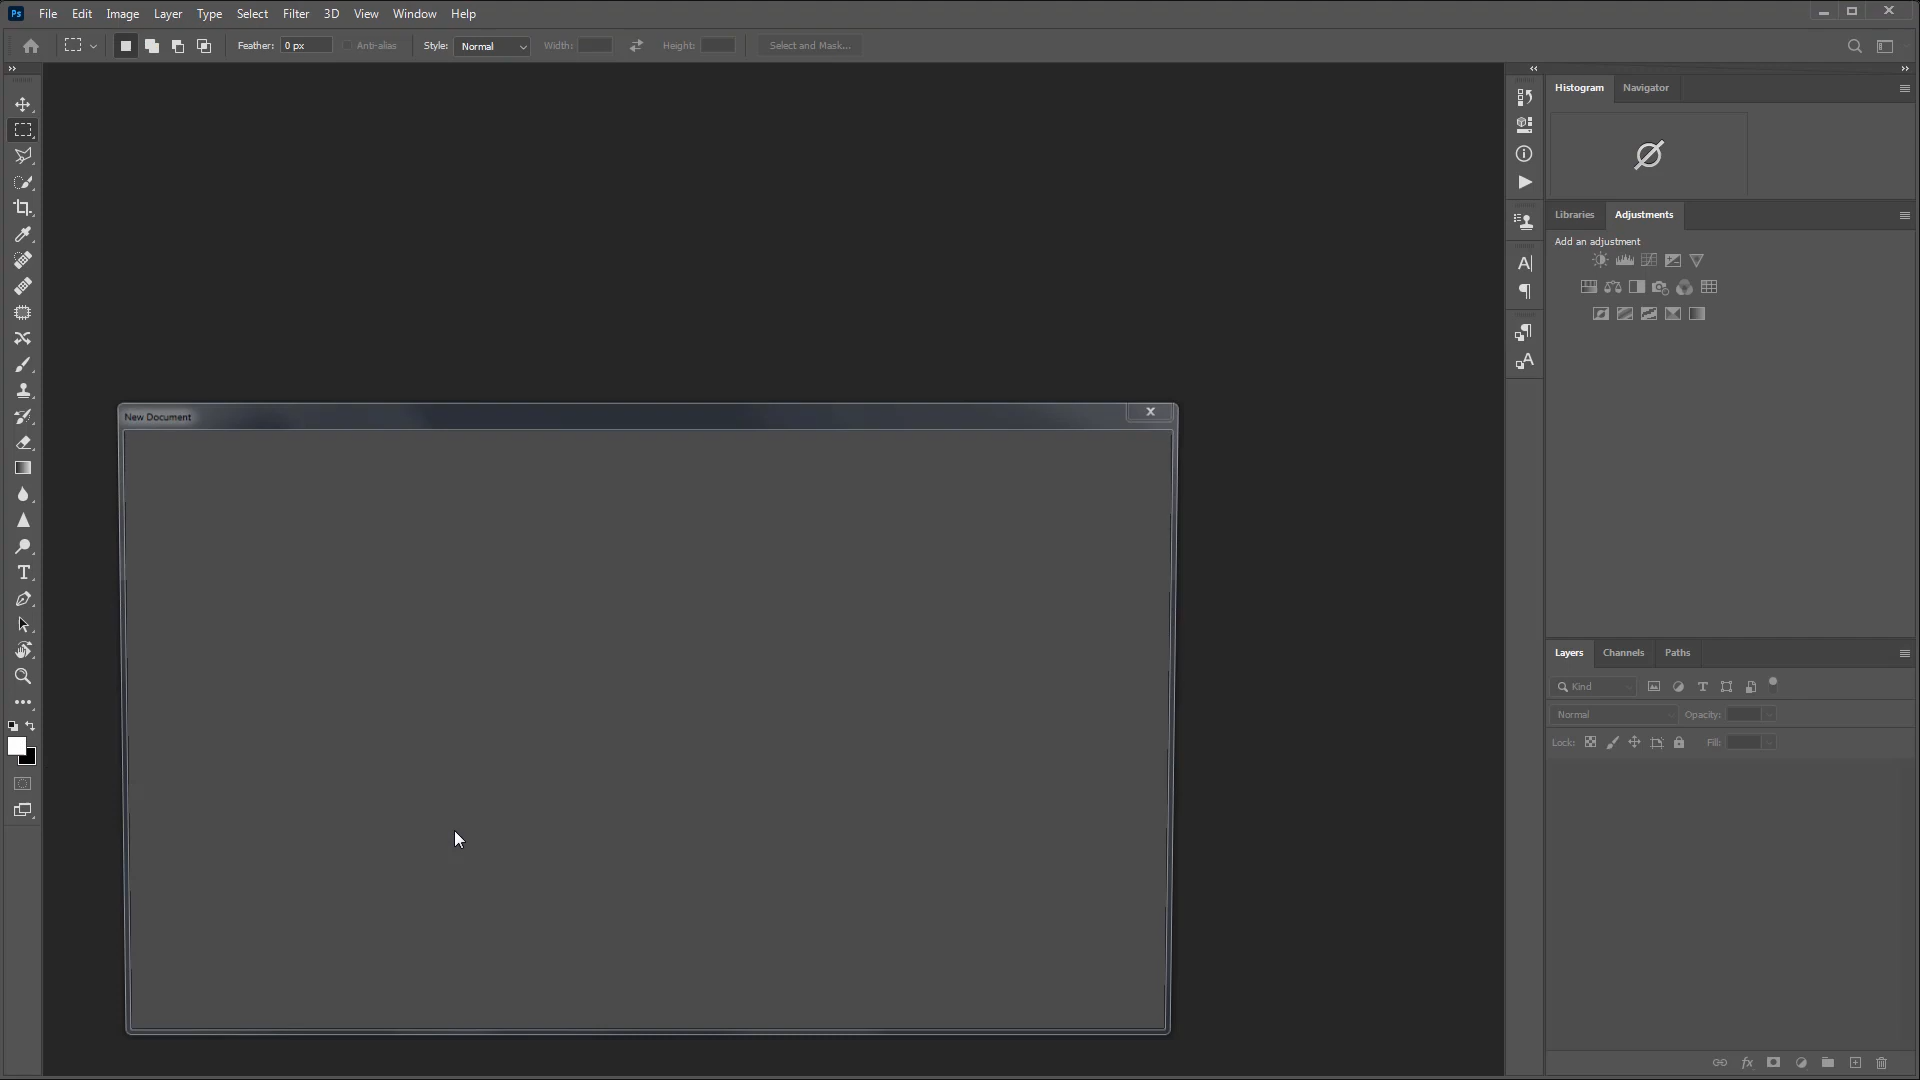 Ps File Edit Image Layer Type Select Filter 3D View Window Help
Feather: 0 px Anti-alias Style: Normal Width: Height: Select and Mask...
Histogram Navigator
Libraries Adjustments
Add an adjustment
New Document
Layers Channels Paths
Kind
Normal Opacity:
Lock: Fill: